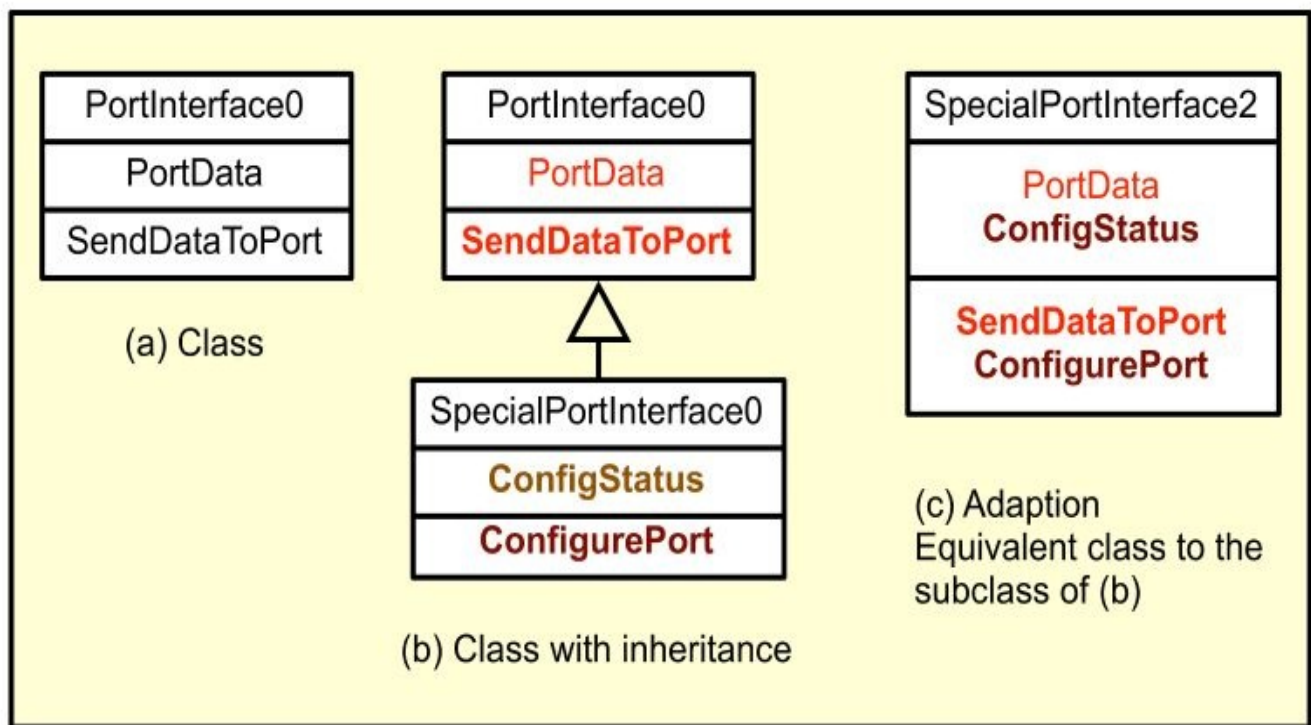 PortInterface0
PortData
SendDataToPort
(a) Class
PortInterface0
PortData
SendDataToPort
SpecialPortInterface0
ConfigStatus
ConfigurePort
(b) Class with inheritance
SpecialPortInterface2
PortData
ConfigStatus
SendDataToPort
ConfigurePort
(c) Adaption
Equivalent class to the
subclass of (b)